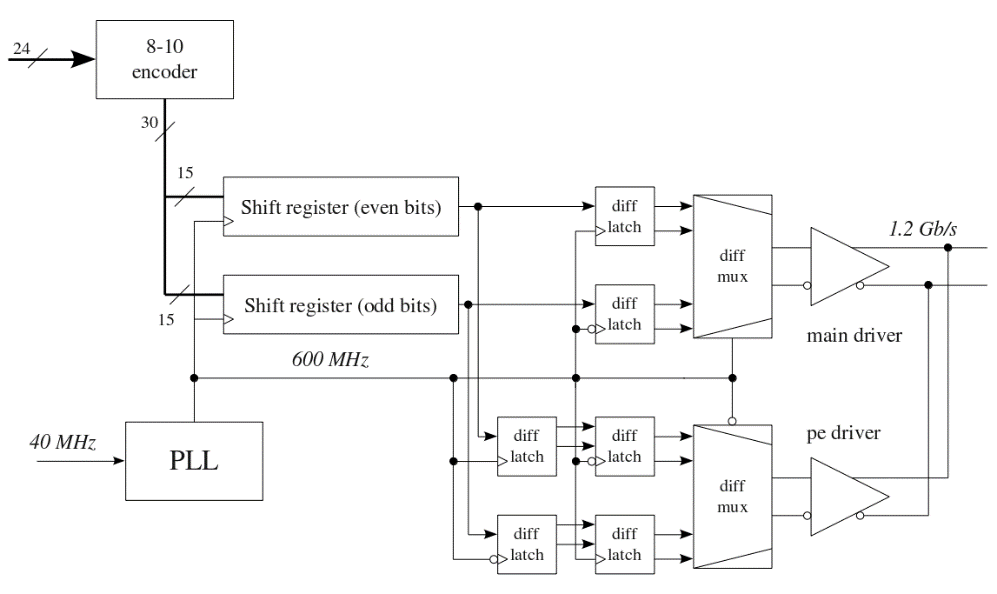 24
8-10
encoder
30
15
Shift register (even bits)
diff
latch
1.2 Gb/s
diff
mux
15
Shift register (odd bits)
diff
latch
main driver
600 MHz
40 MHz
PLL
diff
latch
diff
latch
pe driver
diff
mux
diff
latch
diff
latch